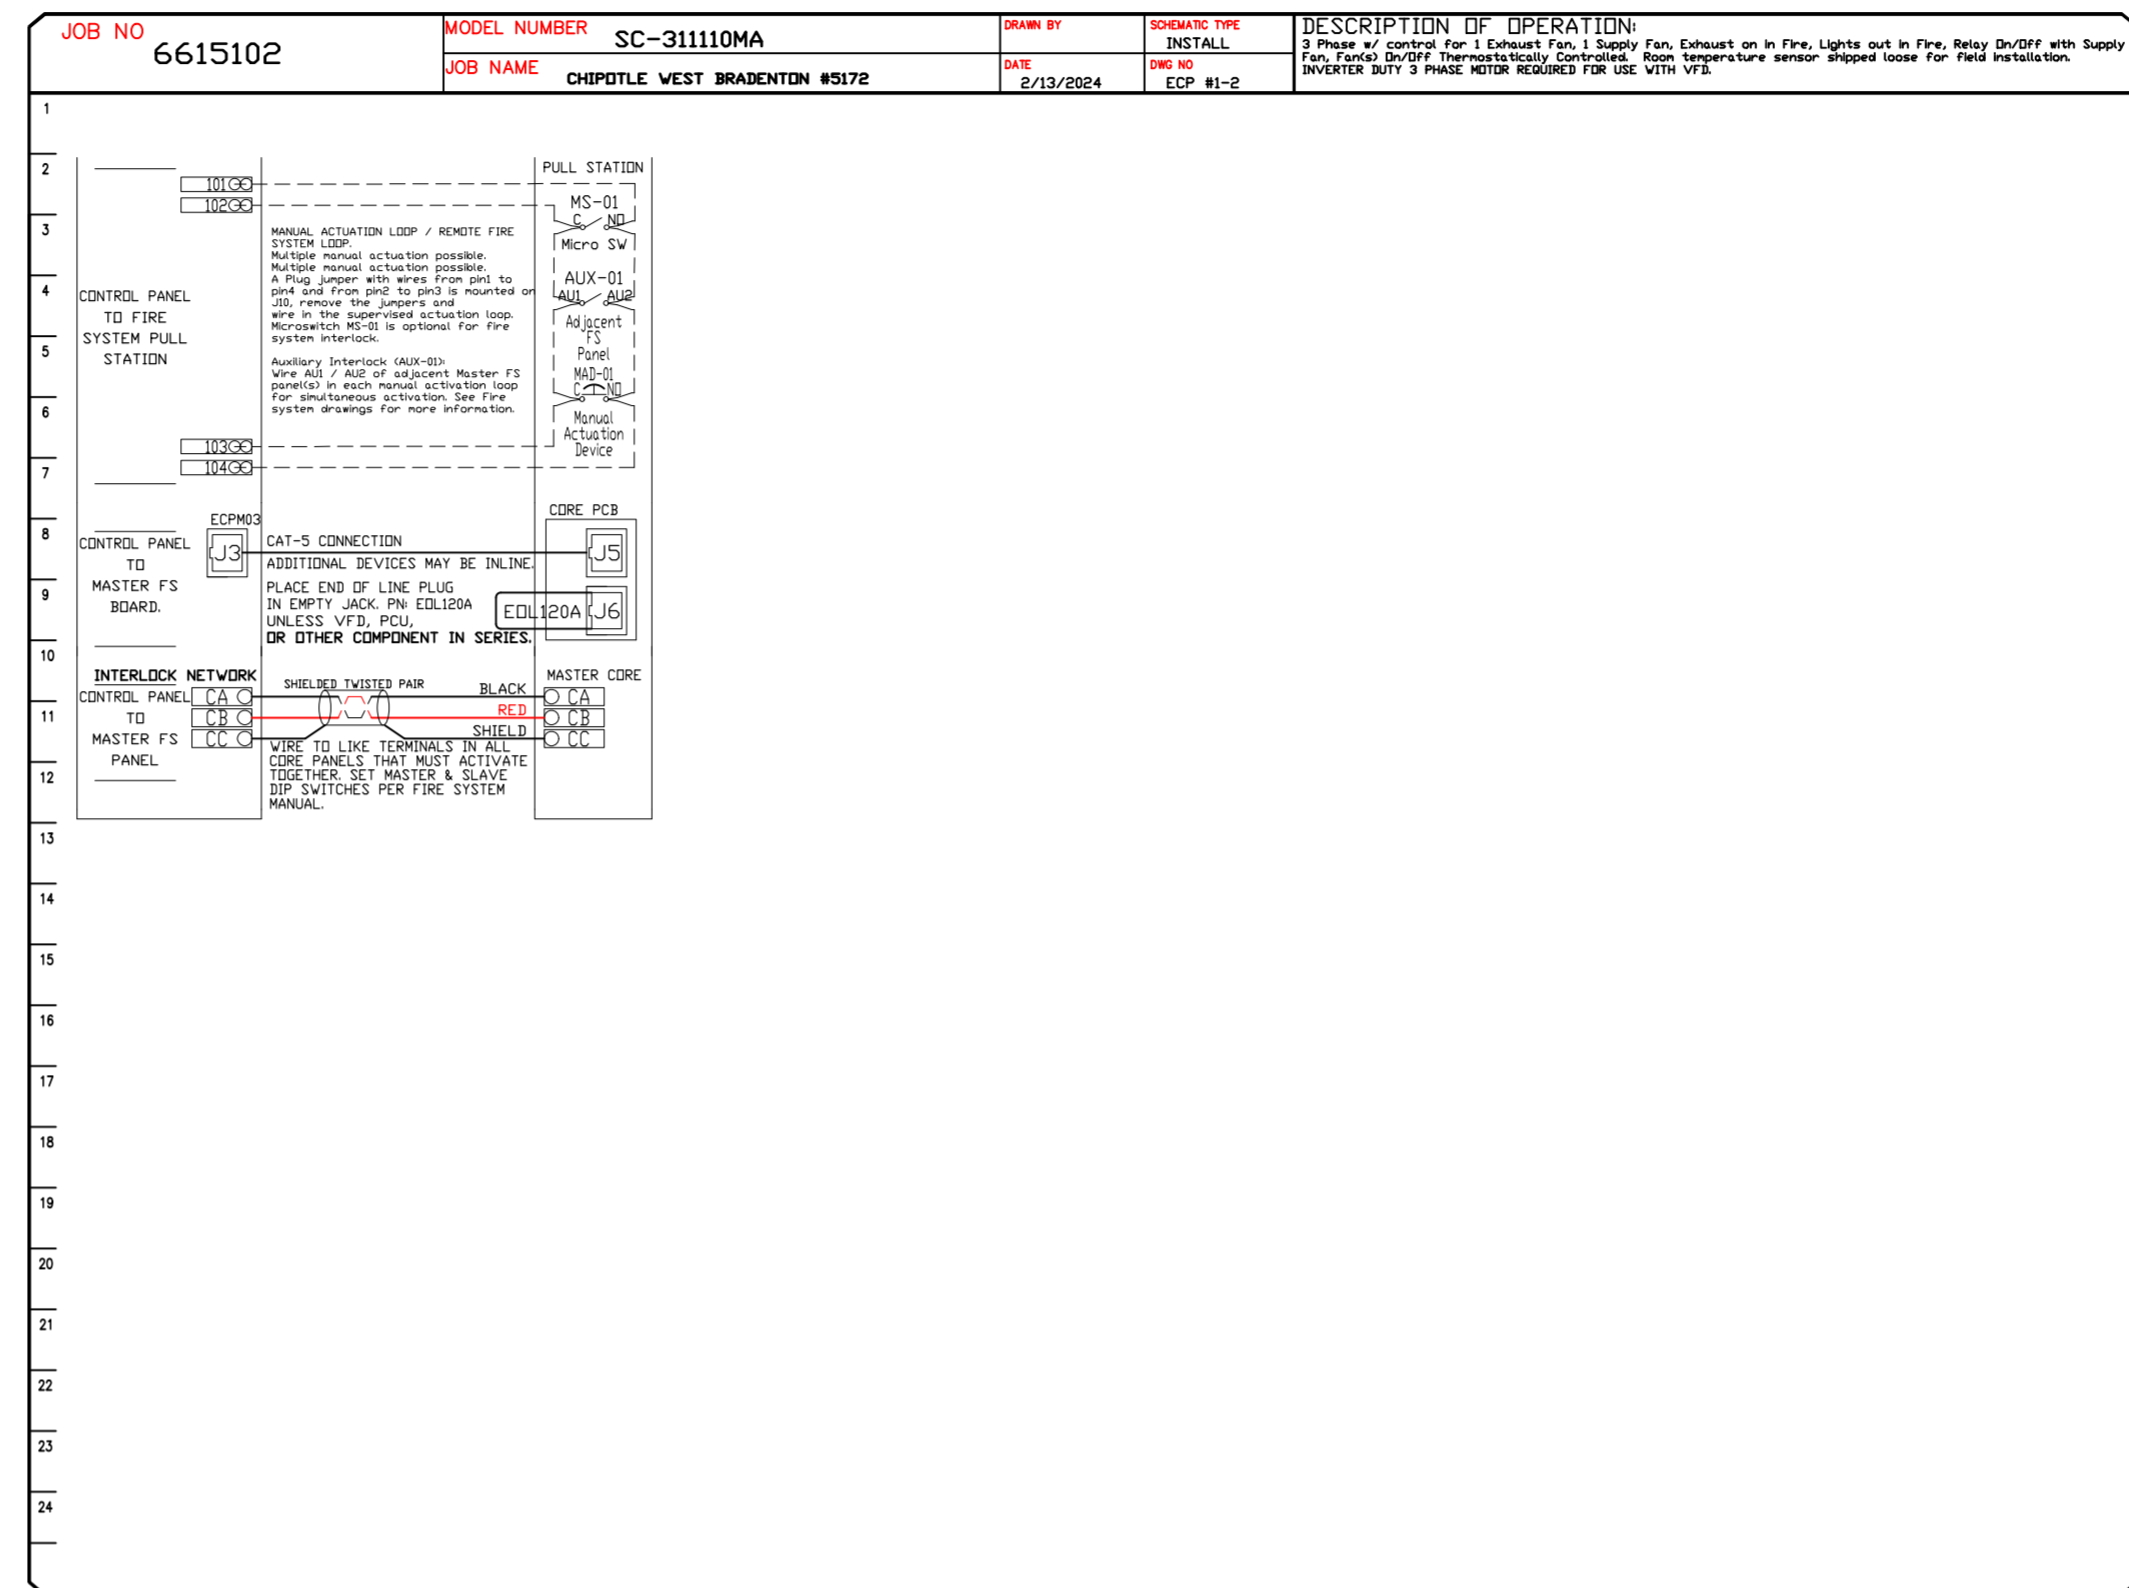 JOB NO
6615102
MODEL NUMBER
SC-311110MA
JOB NAME
CHIPOTLE WEST BRADENTON #5172
DRAWN BY
DATE
2/13/2024
SCHEMATIC TYPE
INSTALL
DWG NO
ECP #1-2
DESCRIPTION OF OPERATION:
3 Phase w/ control for 1 Exhaust Fan, 1 Supply Fan, Exhaust on in Fire, Lights out in Fire, Relay On/Off with Supply
Fan, Fan(s) On/Off Thermostatically Controlled. Room temperature sensor shipped loose for field installation.
INVERTER DUTY 3 PHASE MOTOR REQUIRED FOR USE WITH VFD.
1
2
3
4
5
6
7
8
9
10
11
12
13
14
15
16
17
18
19
20
21
22
23
24
CONTROL PANEL
TO FIRE
SYSTEM PULL
STATION
101
102
103
104
MANUAL ACTUATION LOOP / REMOTE FIRE
SYSTEM LOOP.
Multiple manual actuation possible.
Multiple manual actuation possible.
A Plug jumper with wires from pin1 to
pin4 and from pin2 to pin3 is mounted on
J10, remove the jumpers and
wire in the supervised actuation loop.
Microswitch MS-01 is optional for fire
system interlock.
Auxiliary Interlock (AUX-01):
Wire AU1 / AU2 of adjacent Master FS
panel(s) in each manual activation loop
for simultaneous activation. See Fire
system drawings for more information.
PULL STATION
MS-01
C NO
Micro SW
AUX-01
AU1 AU2
Adjacent
FS
Panel
MAD-01
C NO
Manual
Actuation
Device
CONTROL PANEL
TO
MASTER FS
BOARD.
ECPM03
J3
CAT-5 CONNECTION
ADDITIONAL DEVICES MAY BE INLINE.
PLACE END OF LINE PLUG
IN EMPTY JACK. PN: EOL120A
UNLESS VFD, PCU,
OR OTHER COMPONENT IN SERIES.
CORE PCB
J5
EOL120A
J6
INTERLOCK NETWORK
CONTROL PANEL
TO
MASTER FS
PANEL
CA
CB
CC
SHIELDED TWISTED PAIR
BLACK
RED
SHIELD
MASTER CORE
CA
CB
CC
WIRE TO LIKE TERMINALS IN ALL
CORE PANELS THAT MUST ACTIVATE
TOGETHER. SET MASTER & SLAVE
DIP SWITCHES PER FIRE SYSTEM
MANUAL.